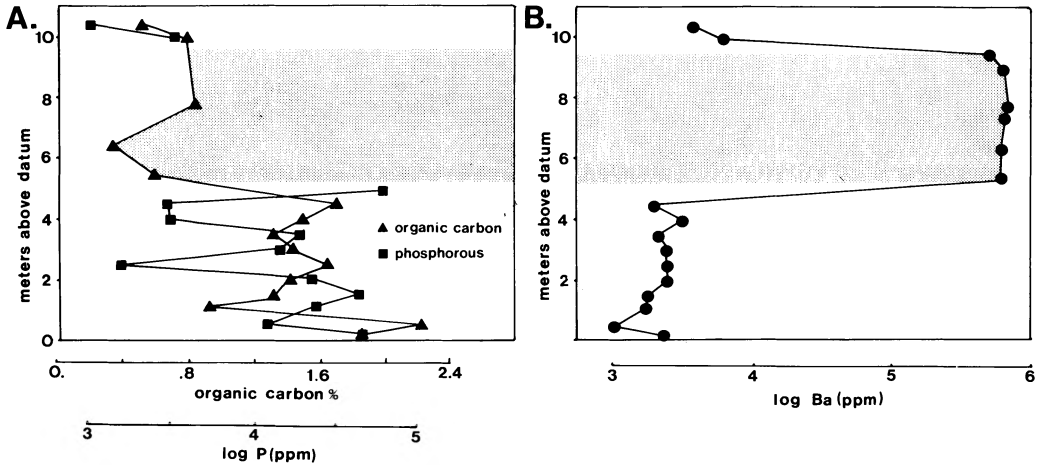 A.
10
8
6
4
2
0
meters above datum
▲ organic carbon
■ phosphorous
0. .8 1.6 2.4
organic carbon %
3 4 5
log P (ppm)
B.
10
8
6
4
2
meters above datum
3 4 5 6
log Ba (ppm)